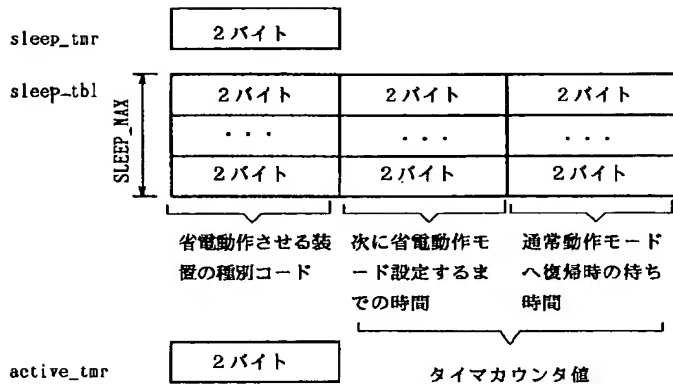 sleep_tmr
2バイト
sleep_tbl
SLEEP_MAX
2バイト 2バイト 2バイト
・・・ ・・・ ・・・
2バイト 2バイト 2バイト
省電動作させる装
置の種別コード
次に省電動作モ
ード設定するま
での時間
通常動作モード
へ復帰時の待ち
時間
タイマカウンタ値
active_tmr
2バイト